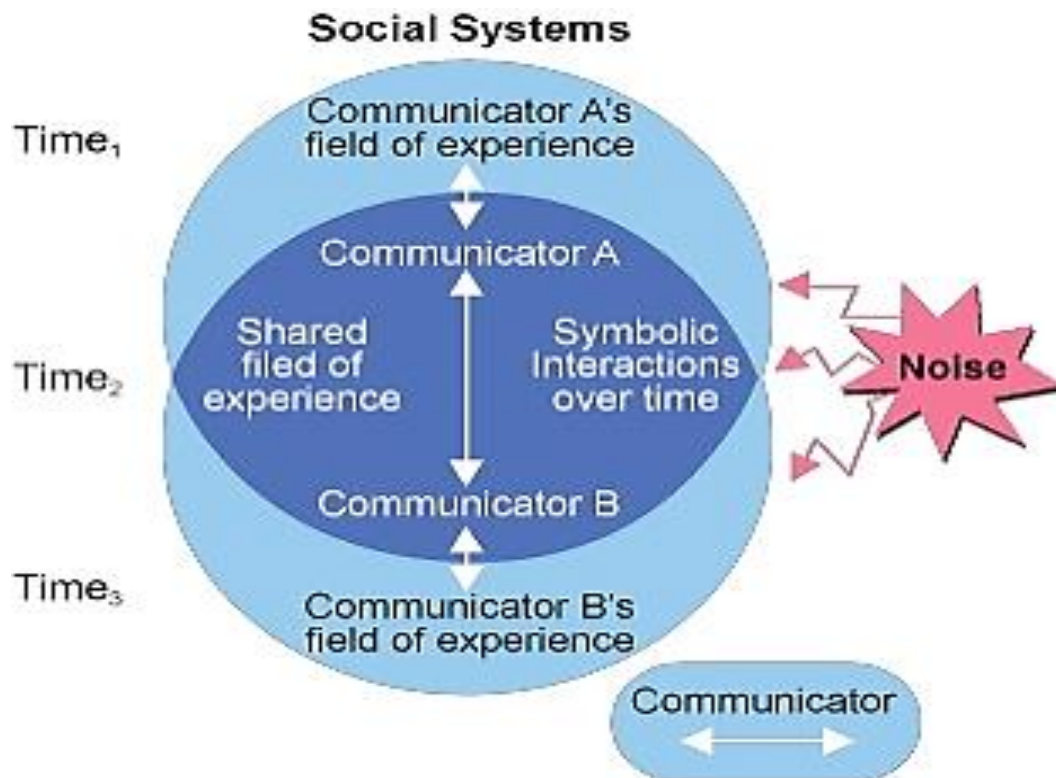 Social Systems
Time₁
Communicator A's
field of experience
Communicator A
Time₂
Shared
filed of
experience
Symbolic
Interactions
over time
Noise
Communicator B
Time₃
Communicator B's
field of experience
Communicator